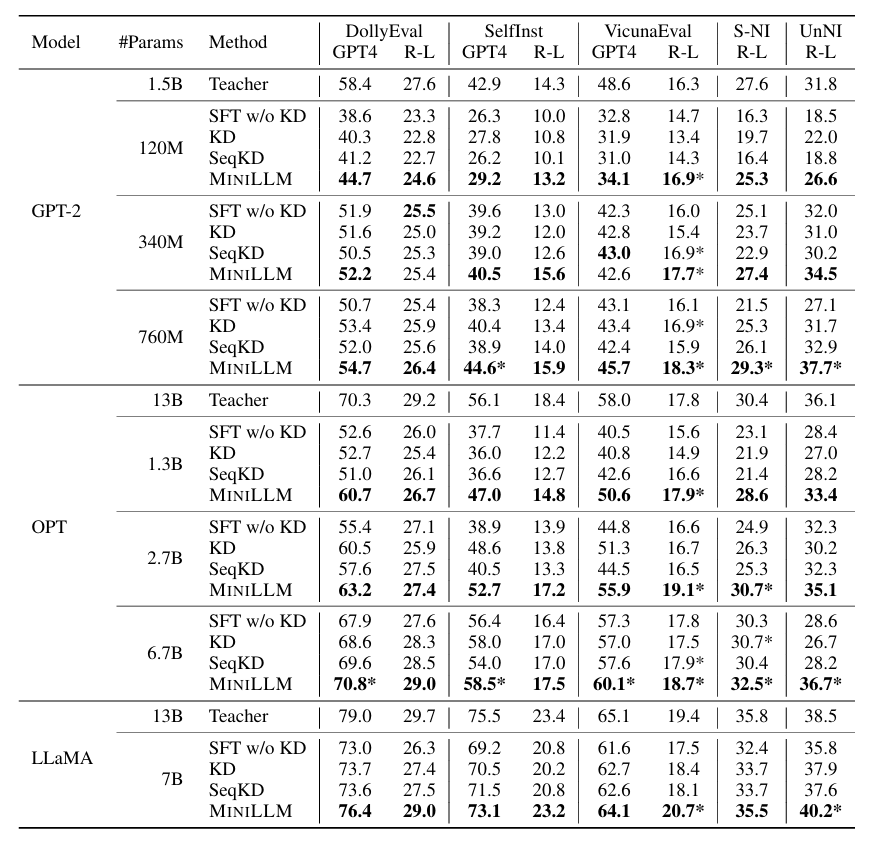 Model #Params Method DollyEval SelfInst VicunaEval S-NI UnNI
GPT4 R-L GPT4 R-L GPT4 R-L R-L R-L
1.5B Teacher 58.4 27.6 42.9 14.3 48.6 16.3 27.6 31.8
SFT w/o KD 38.6 23.3 26.3 10.0 32.8 14.7 16.3 18.5
120M KD 40.3 22.8 27.8 10.8 31.9 13.4 19.7 22.0
SeqKD 41.2 22.7 26.2 10.1 31.0 14.3 16.4 18.8
MINILLM 44.7 24.6 29.2 13.2 34.1 16.9* 25.3 26.6
GPT-2 SFT w/o KD 51.9 25.5 39.6 13.0 42.3 16.0 25.1 32.0
340M KD 51.6 25.0 39.2 12.0 42.8 15.4 23.7 31.0
SeqKD 50.5 25.3 39.0 12.6 43.0 16.9* 22.9 30.2
MINILLM 52.2 25.4 40.5 15.6 42.6 17.7* 27.4 34.5
SFT w/o KD 50.7 25.4 38.3 12.4 43.1 16.1 21.5 27.1
760M KD 53.4 25.9 40.4 13.4 43.4 16.9* 25.3 31.7
SeqKD 52.0 25.6 38.9 14.0 42.4 15.9 26.1 32.9
MINILLM 54.7 26.4 44.6* 15.9 45.7 18.3* 29.3* 37.7*
13B Teacher 70.3 29.2 56.1 18.4 58.0 17.8 30.4 36.1
SFT w/o KD 52.6 26.0 37.7 11.4 40.5 15.6 23.1 28.4
1.3B KD 52.7 25.4 36.0 12.2 40.8 14.9 21.9 27.0
SeqKD 51.0 26.1 36.6 12.7 42.6 16.6 21.4 28.2
MINILLM 60.7 26.7 47.0 14.8 50.6 17.9* 28.6 33.4
OPT SFT w/o KD 55.4 27.1 38.9 13.9 44.8 16.6 24.9 32.3
2.7B KD 60.5 25.9 48.6 13.8 51.3 16.7 26.3 30.2
SeqKD 57.6 27.5 40.5 13.3 44.5 16.5 25.3 32.3
MINILLM 63.2 27.4 52.7 17.2 55.9 19.1* 30.7* 35.1
SFT w/o KD 67.9 27.6 56.4 16.4 57.3 17.8 30.3 28.6
6.7B KD 68.6 28.3 58.0 17.0 57.0 17.5 30.7* 26.7
SeqKD 69.6 28.5 54.0 17.0 57.6 17.9* 30.4 28.2
MINILLM 70.8* 29.0 58.5* 17.5 60.1* 18.7* 32.5* 36.7*
13B Teacher 79.0 29.7 75.5 23.4 65.1 19.4 35.8 38.5
LLaMA SFT w/o KD 73.0 26.3 69.2 20.8 61.6 17.5 32.4 35.8
7B KD 73.7 27.4 70.5 20.2 62.7 18.4 33.7 37.9
SeqKD 73.6 27.5 71.5 20.8 62.6 18.1 33.7 37.6
MINILLM 76.4 29.0 73.1 23.2 64.1 20.7* 35.5 40.2*